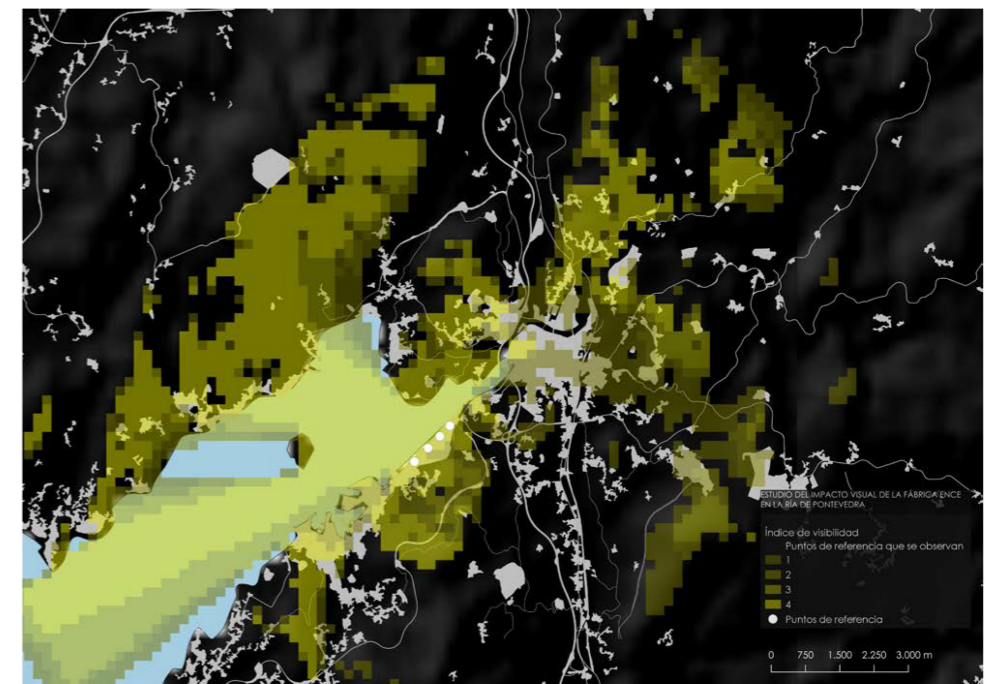 ESTUDIO DEL IMPACTO VISUAL DE LA FÁBRICA ENCE
EN LA RÍA DE PONTEVEDRA
Índice de visibilidad
Puntos de referencia que se observan
1
2
3
4
Puntos de referencia
0 750 1.500 2.250 3.000 m